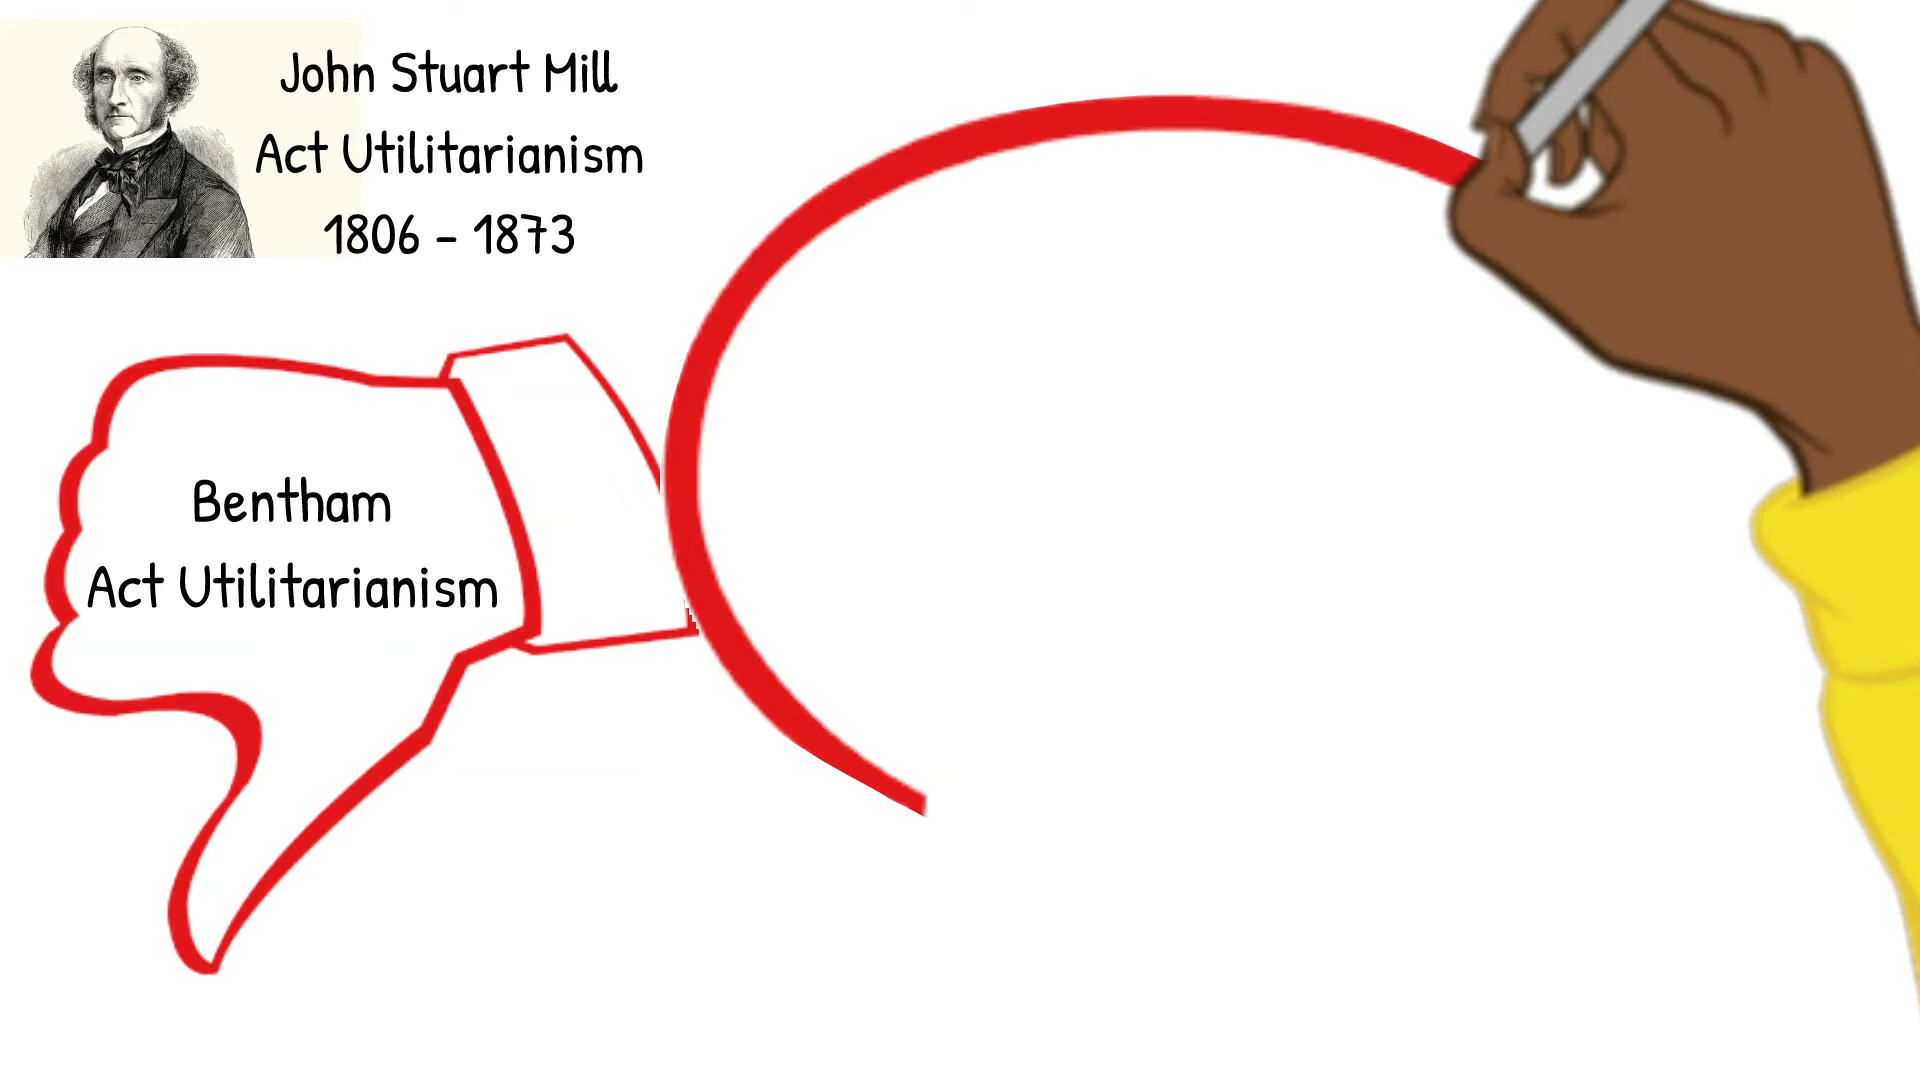 John Stuart Mill
Act Utilitarianism
1806 - 1873
Bentham
Act Utilitarianism